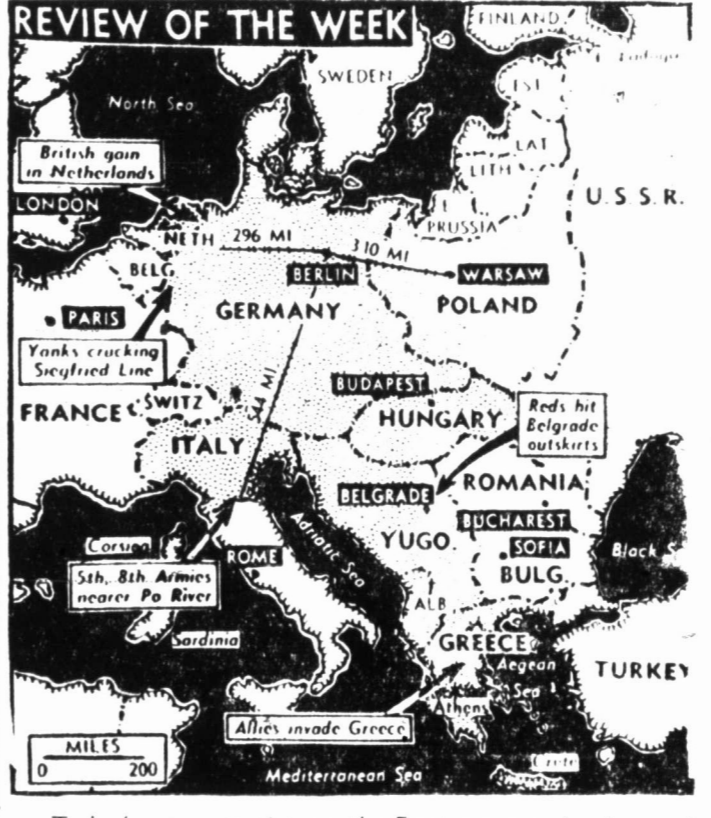 REVIEW OF THE WEEK
FINLAND
SWEDEN
EST
North Sea
LAT
LITH
British gain
in Netherlands
U.S.S.R.
LONDON
E
PRUSSIA
NETH
296 MI
310 MI
BELG
BERLIN
WARSAW
GERMANY
POLAND
PARIS
Yanks cracking
Siegfried Line
344 MI
BUDAPEST
FRANCE
SWITZ
HUNGARY
Reds hit
Belgrade
outskirts
ITALY
BELGRADE
ROMANIA
Adriatic Sea
BUCHAREST
YUGO
SOFIA
Black S
Corsica
ROME
BULG
5th, 8th Armies
nearer Po River
ALB
Sardinia
GREECE
Aegean
Sea
TURKEY
Athens
Allies invade Greece
MILES
0 200
Mediterranean Sea
Crete